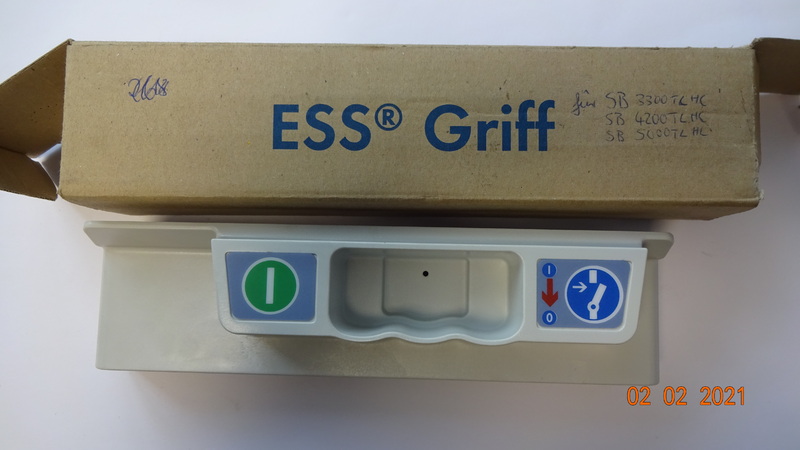 ESS® Griff
für SB 3300TLHC
SB 4200TLHC
SB 5000TLHC
I
I
0
02 02 2021